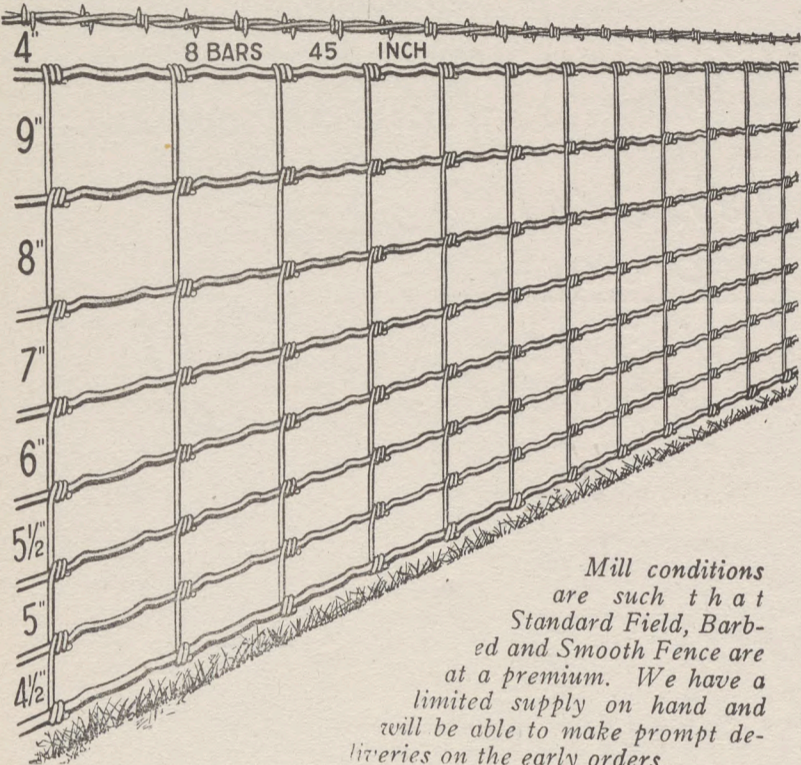 4"
8 BARS 45 INCH
9"
8"
7"
6"
5½"
5"
4½"
Mill conditions
are such that
Standard Field, Barb-
ed and Smooth Fence are
at a premium. We have a
limited supply on hand and
will be able to make prompt de-
liveries on the early orders